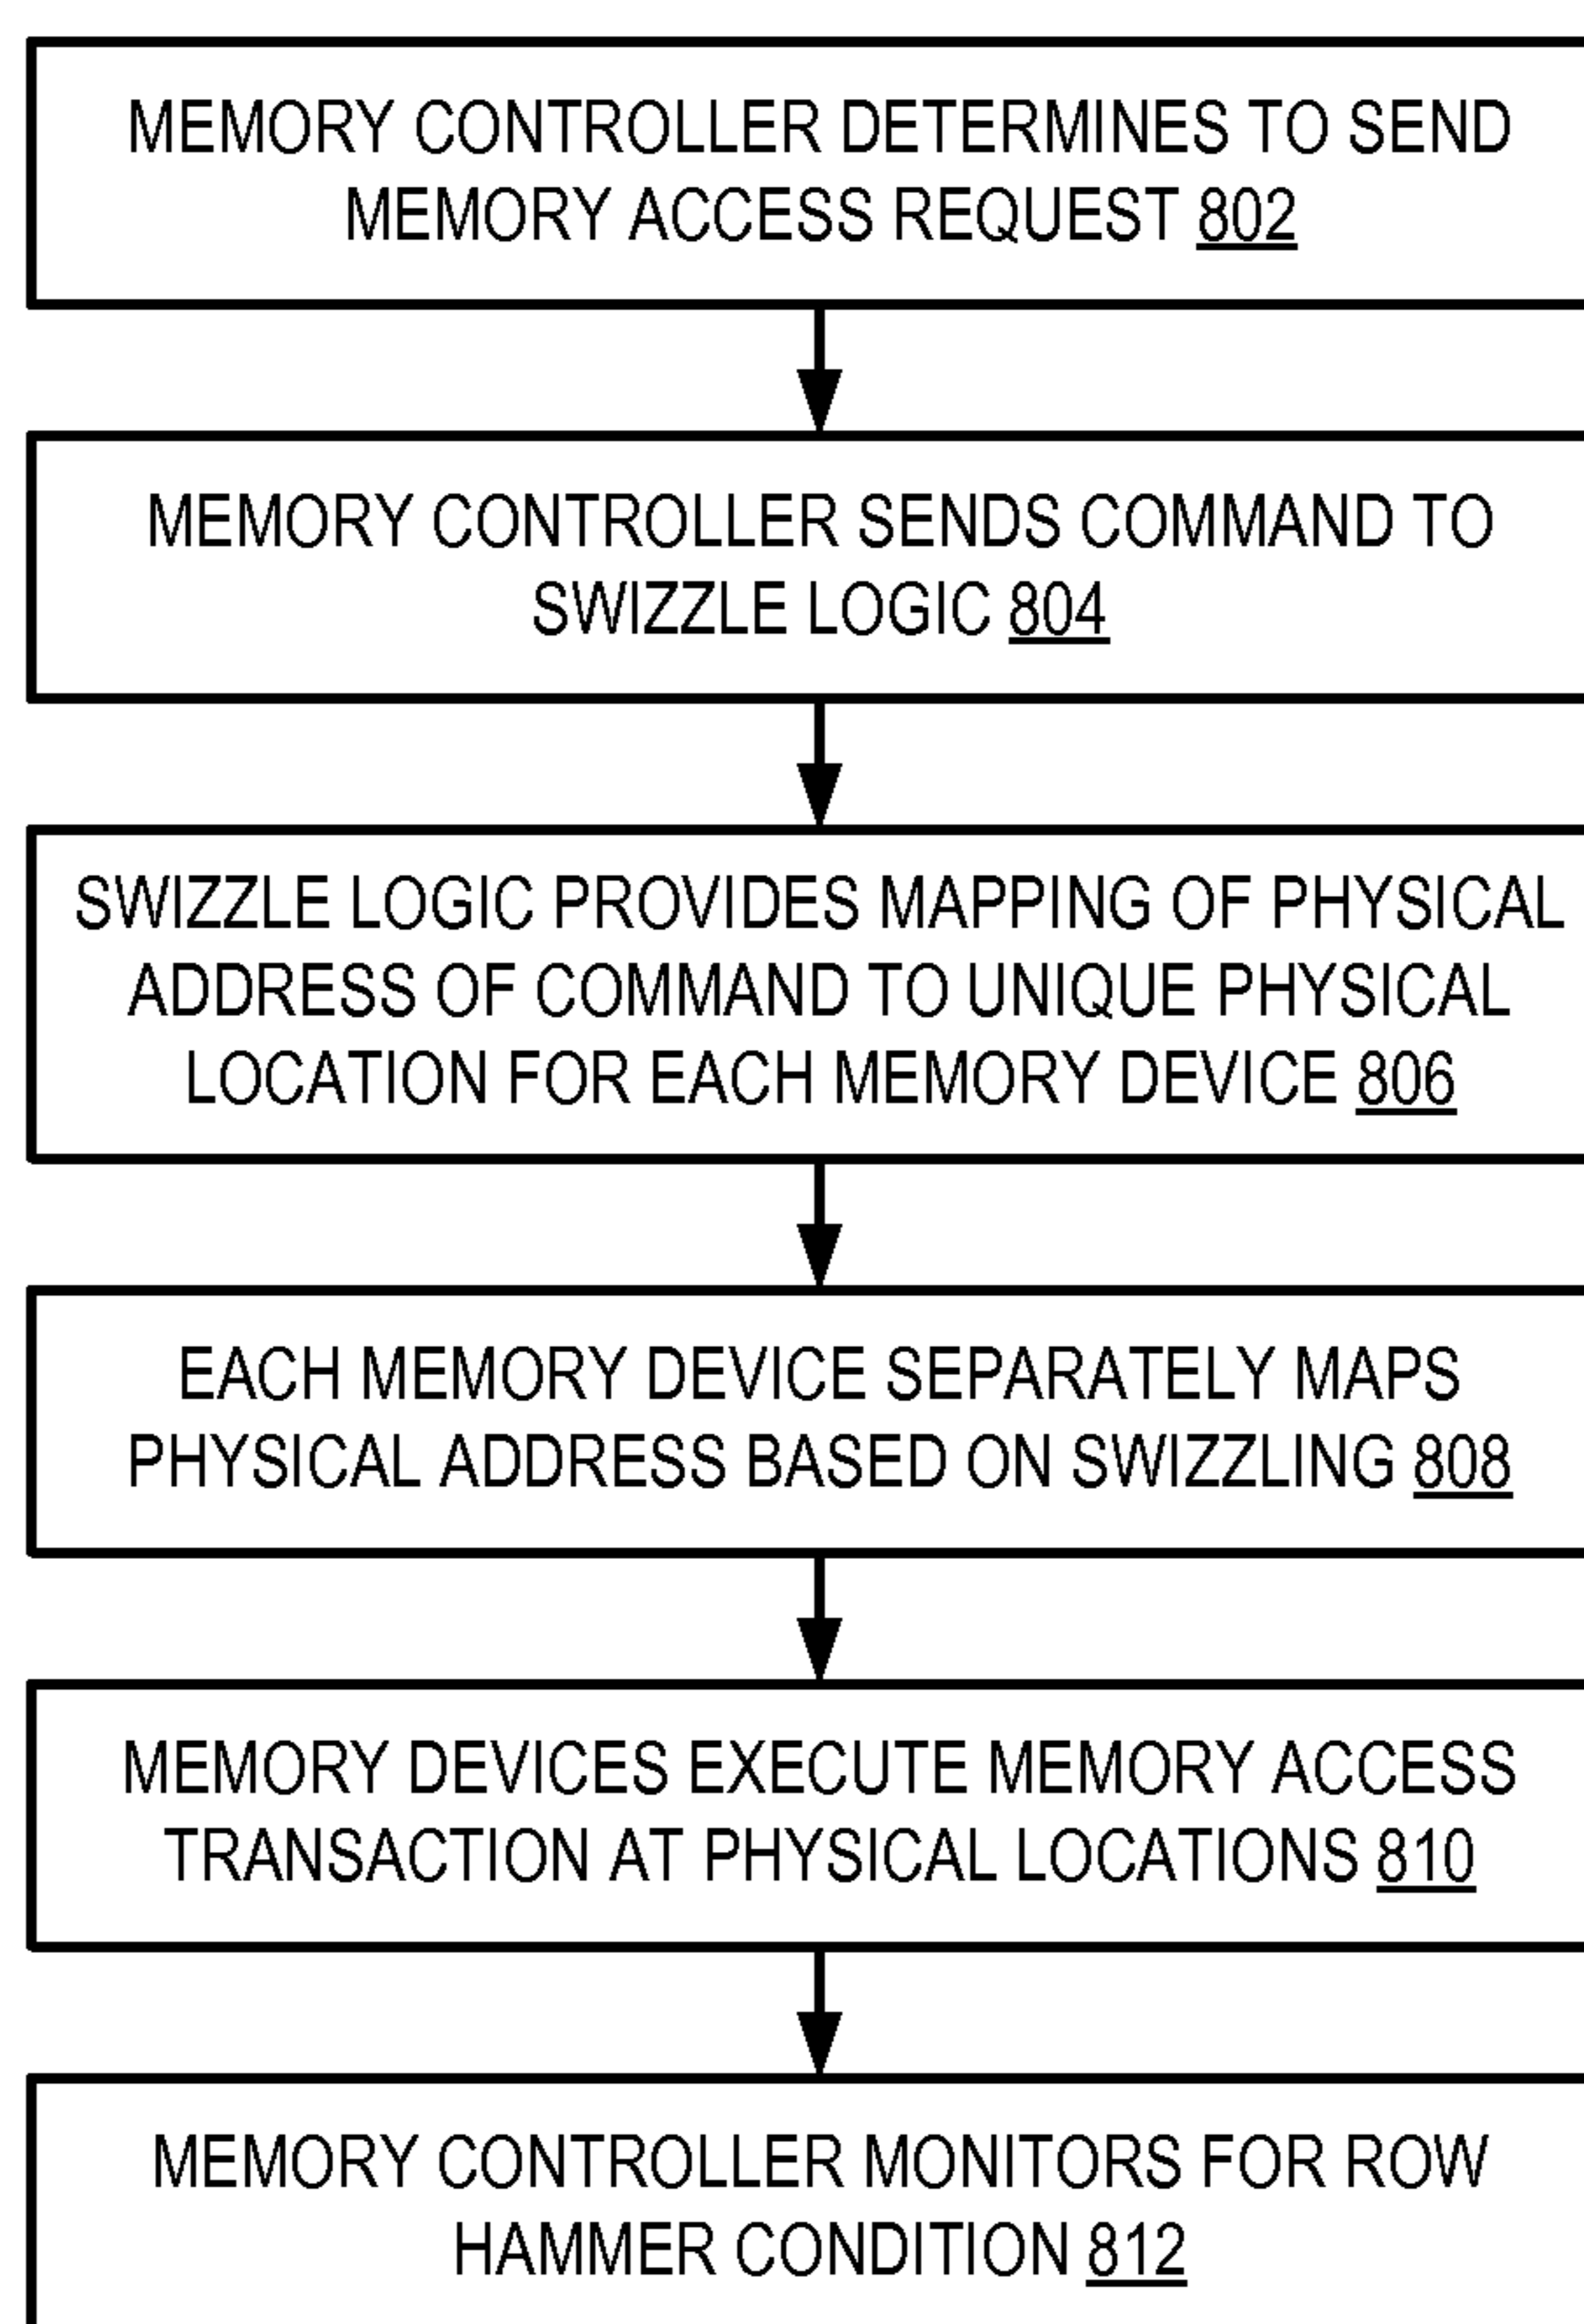 MEMORY CONTROLLER DETERMINES TO SEND
MEMORY ACCESS REQUEST 802
MEMORY CONTROLLER SENDS COMMAND TO
SWIZZLE LOGIC 804
SWIZZLE LOGIC PROVIDES MAPPING OF PHYSICAL
ADDRESS OF COMMAND TO UNIQUE PHYSICAL
LOCATION FOR EACH MEMORY DEVICE 806
EACH MEMORY DEVICE SEPARATELY MAPS
PHYSICAL ADDRESS BASED ON SWIZZLING 808
MEMORY DEVICES EXECUTE MEMORY ACCESS
TRANSACTION AT PHYSICAL LOCATIONS 810
MEMORY CONTROLLER MONITORS FOR ROW
HAMMER CONDITION 812